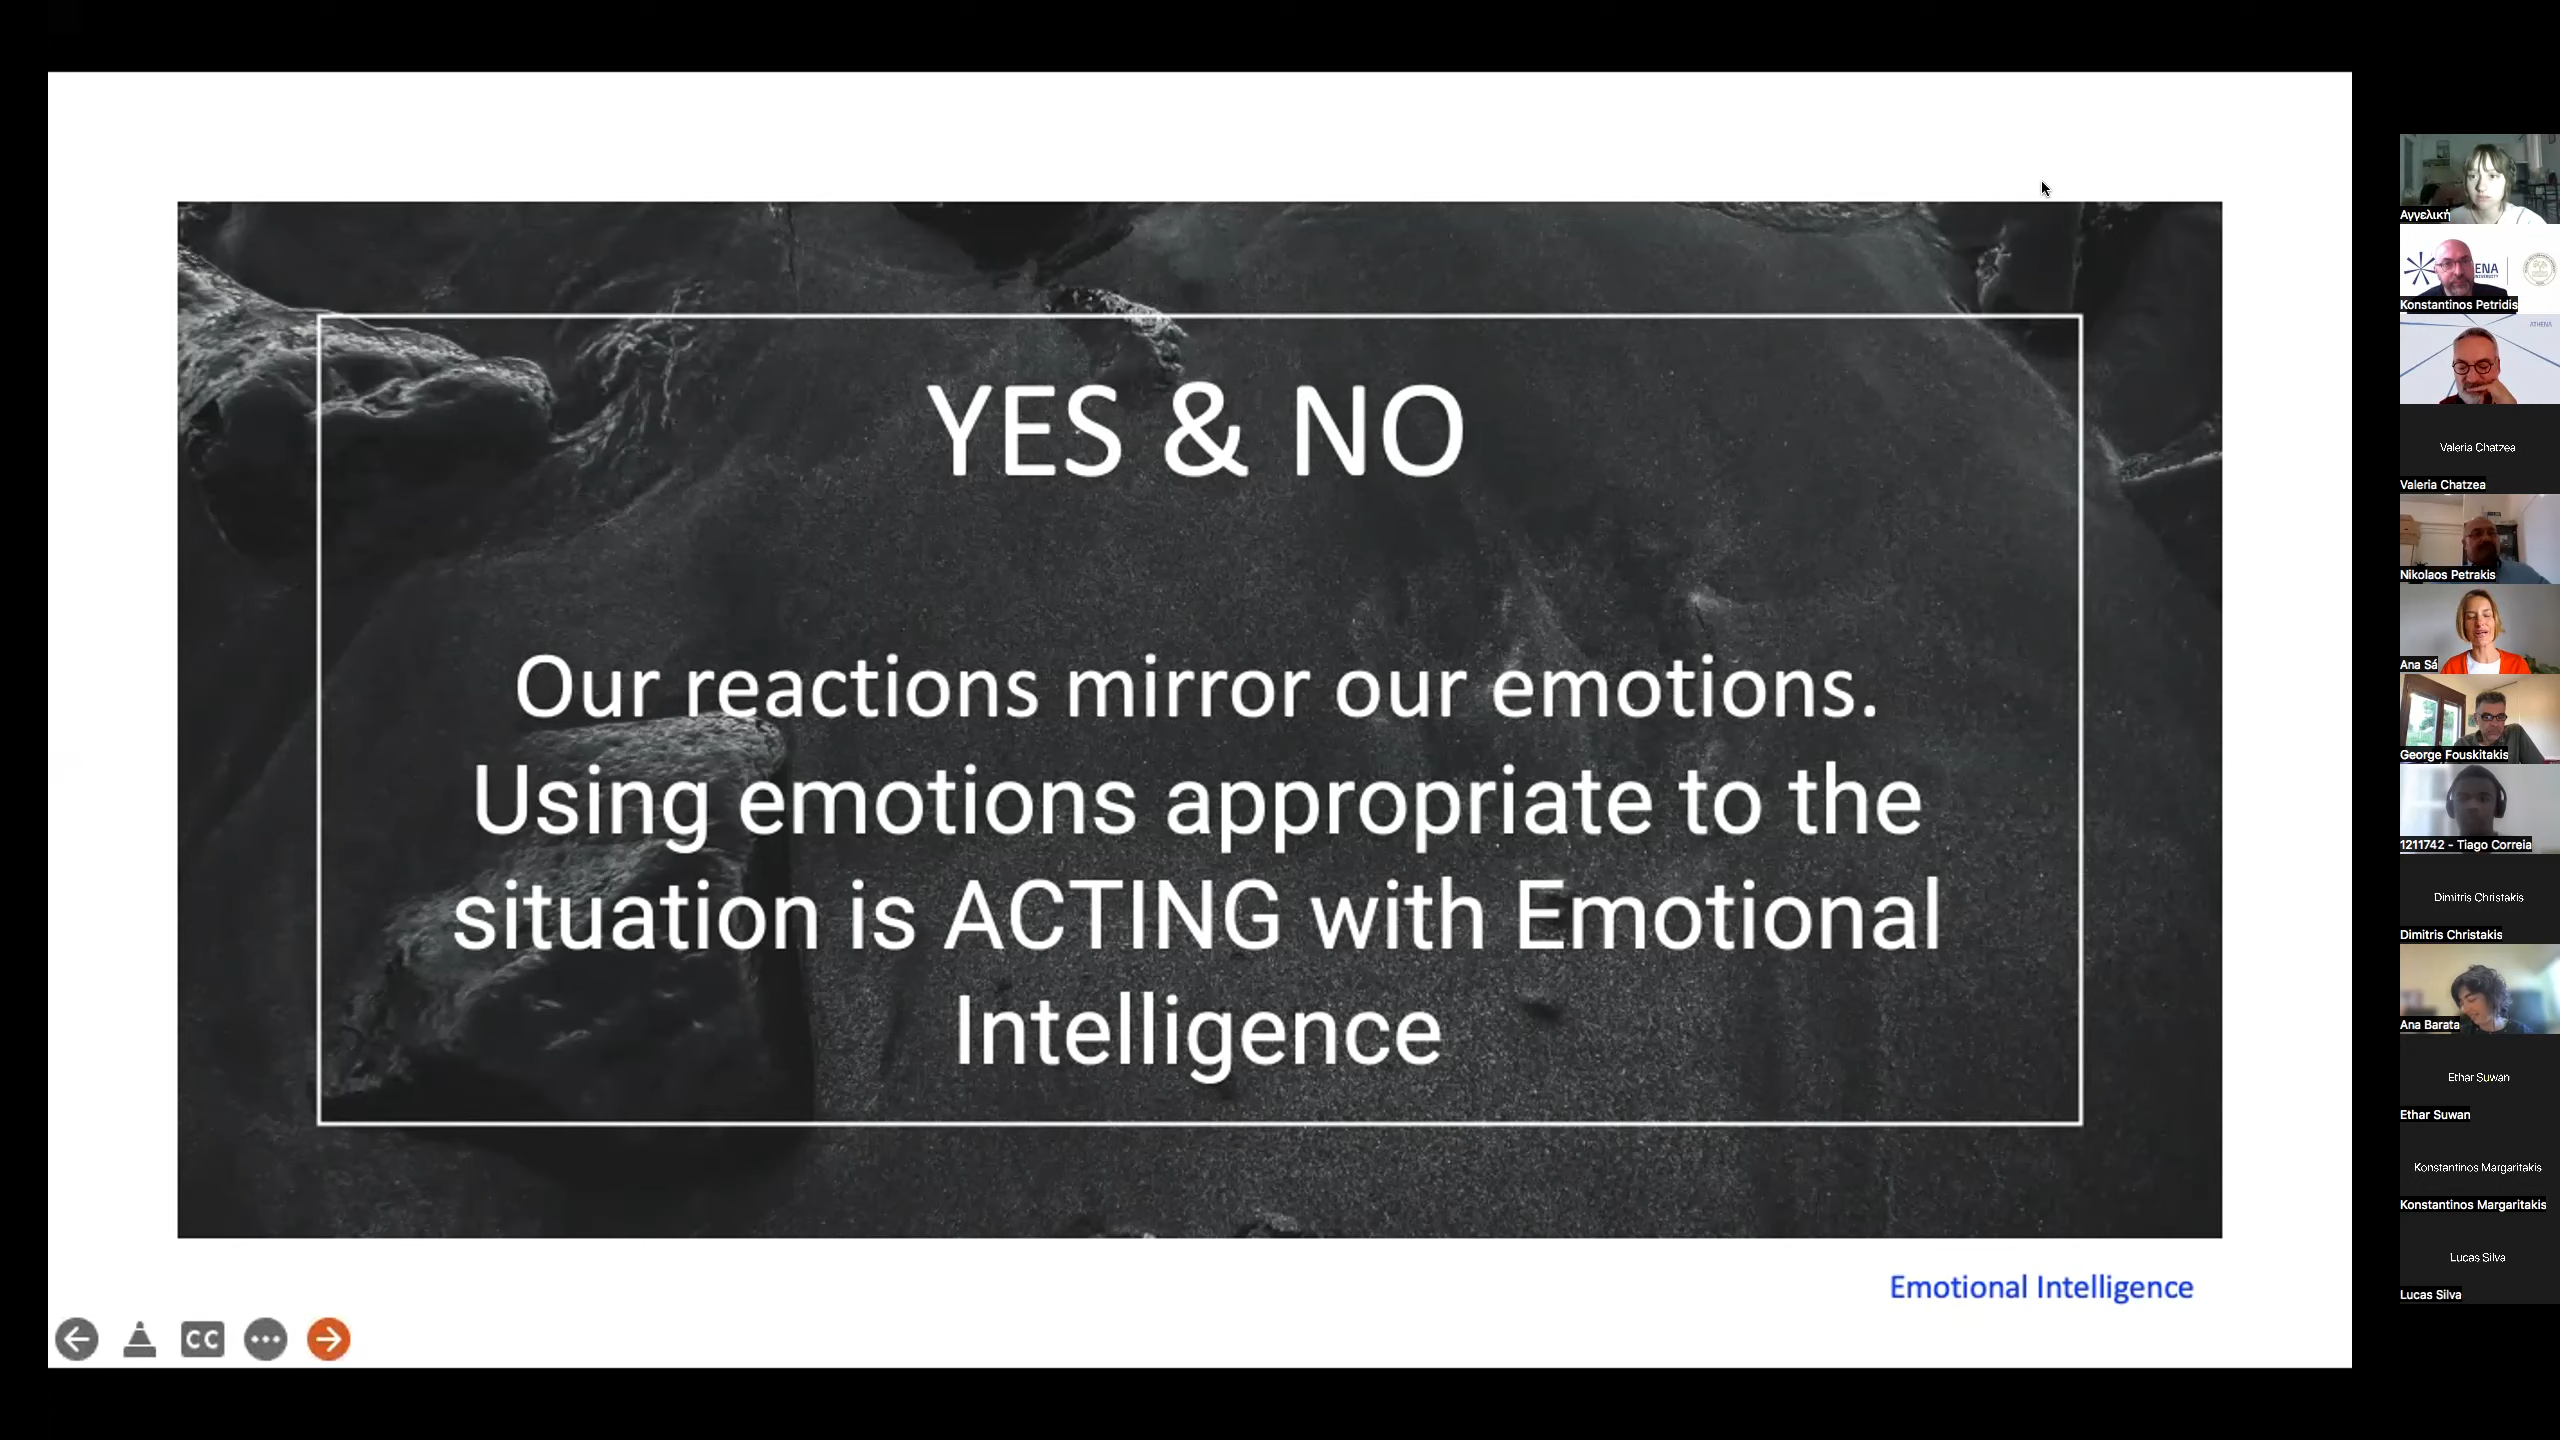 YES & NO
Our reactions mirror our emotions.
Using emotions appropriate to the
situation is ACTING with Emotional
Intelligence
Emotional Intelligence
CC
Αγγελική
ENA
Konstantinos Petridis
ATHENA
Valeria Chatzea
Valeria Chatzea
Nikolaos Petrakis
Ana Sá
George Fouskitakis
1211742 - Tiago Correia
Dimitris Christakis
Dimitris Christakis
Ana Barata
Ethar Suwan
Ethar Suwan
Konstantinos Margaritakis
Konstantinos Margaritakis
Lucas Silva
Lucas Silva